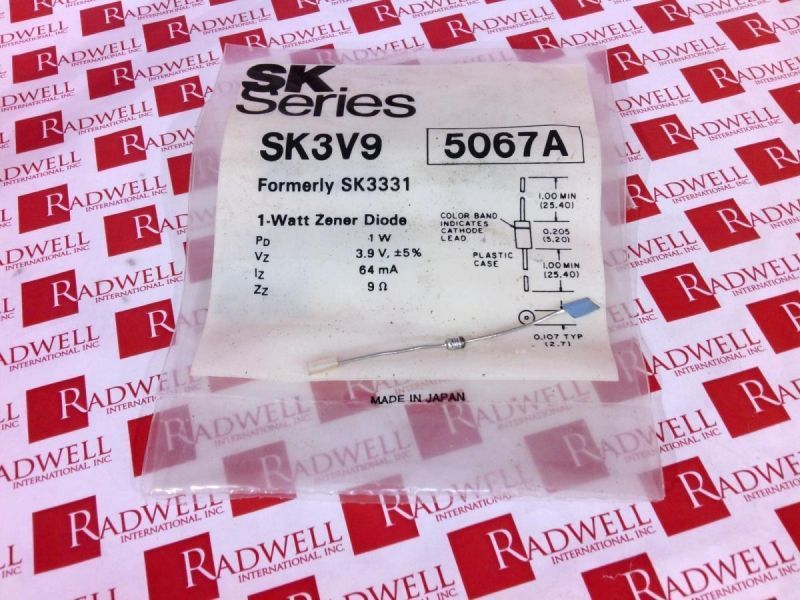 SK
Series
SK3V9 5067A
Formerly SK3331
1-Watt Zener Diode
PD 1 W
VZ 3.9 V, ±5%
IZ 64 mA
ZZ 9 Ω
COLOR BAND
INDICATES
CATHODE
LEAD
PLASTIC
CASE
1.00 MIN
(25.40)
0.205
(5.20)
1.00 MIN
(25.40)
0.107 TYP
(2.7)
MADE IN JAPAN
RADWELL
INTERNATIONAL, INC.